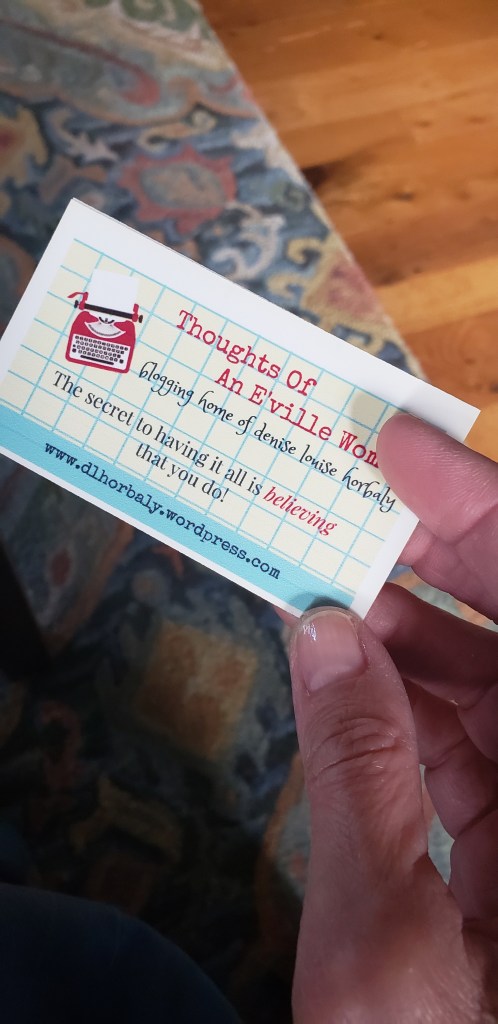 Thoughts Of
An E'ville Wom
blogging home of denise louise horbaly
The secret to having it all is believing
that you do!
www.dlhorbaly.wordpress.com